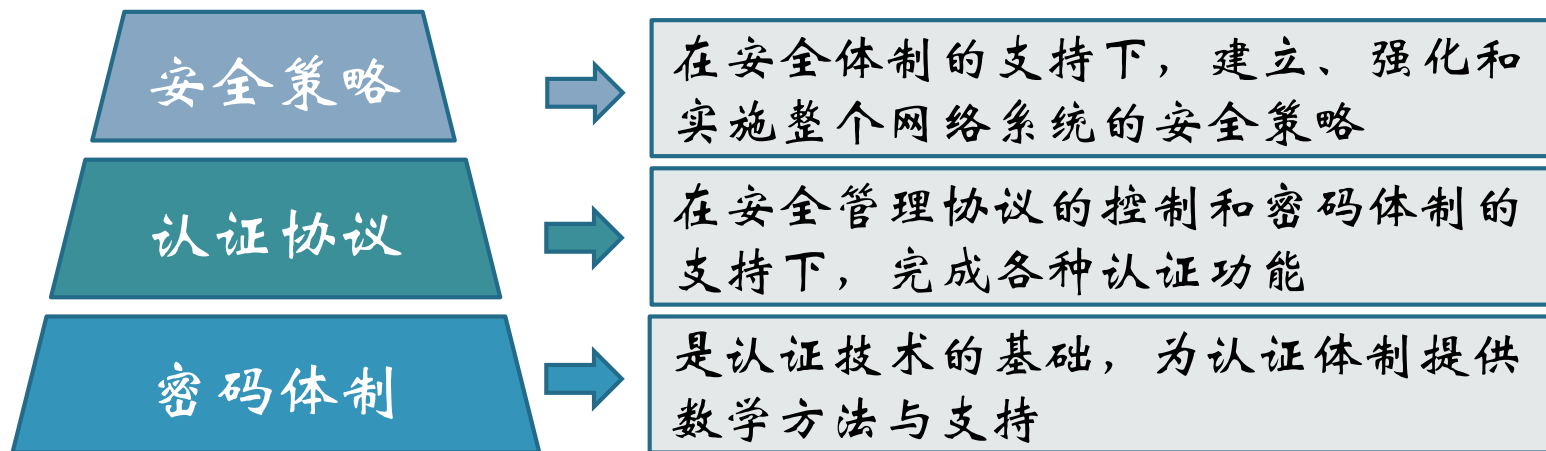 安全策略
在安全体制的支持下，建立、强化和
实施整个网络系统的安全策略
认证协议
在安全管理协议的控制和密码体制的
支持下，完成各种认证功能
密码体制
是认证技术的基础，为认证体制提供
数学方法与支持